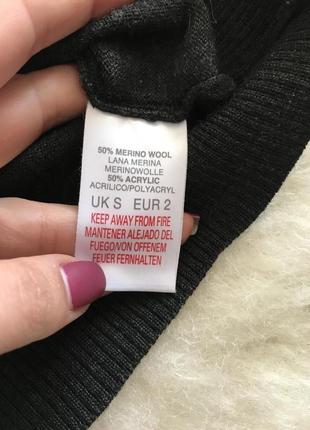 50% MERINO WOOL
LANA MERINA
MERINOWOLLE
50% ACRYLIC
ACRILICO/POLYACRYL
UK S EUR 2
KEEP AWAY FROM FIRE
MANTENER ALEJADO DEL
FUEGO/VON OFFENEM
FEUER FERNHALTEN